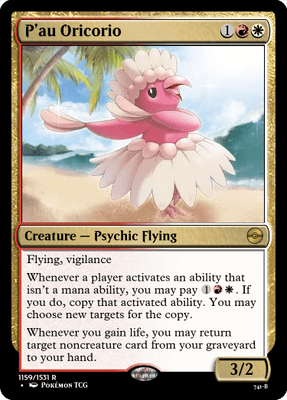 P'au Oricorio 1
Creature — Psychic Flying
Flying, vigilance
Whenever a player activates an ability that
isn't a mana ability, you may pay 1. If
you do, copy that activated ability. You may
choose new targets for the copy.
Whenever you gain life, you may return
target noncreature card from your graveyard
to your hand.
3/2
1159/1531 R
• Pokémon TCG